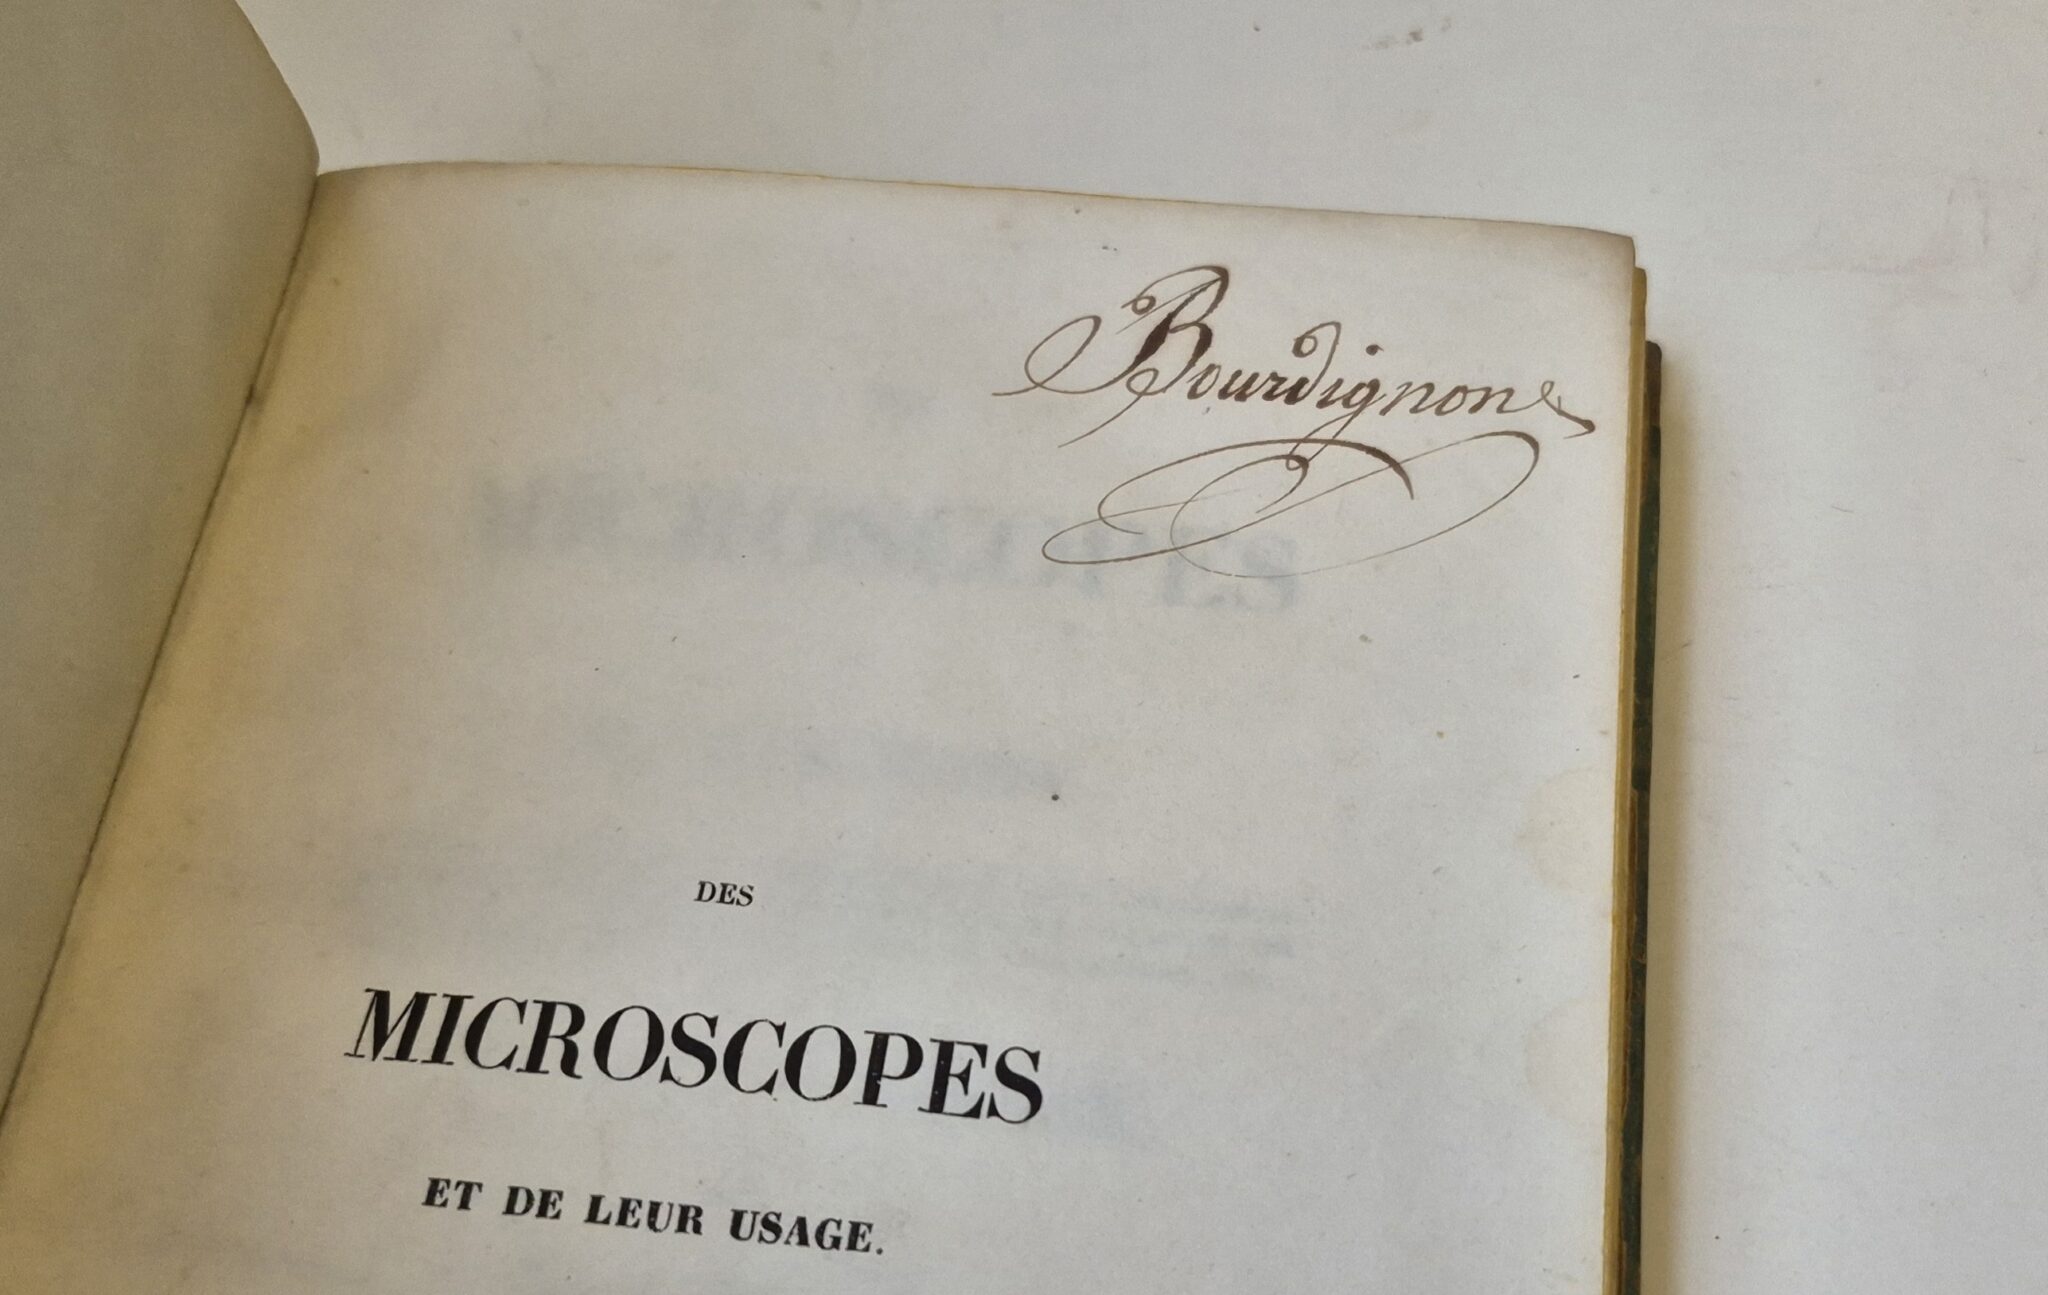 Bourdignon
DES
MICROSCOPES
ET DE LEUR USAGE.